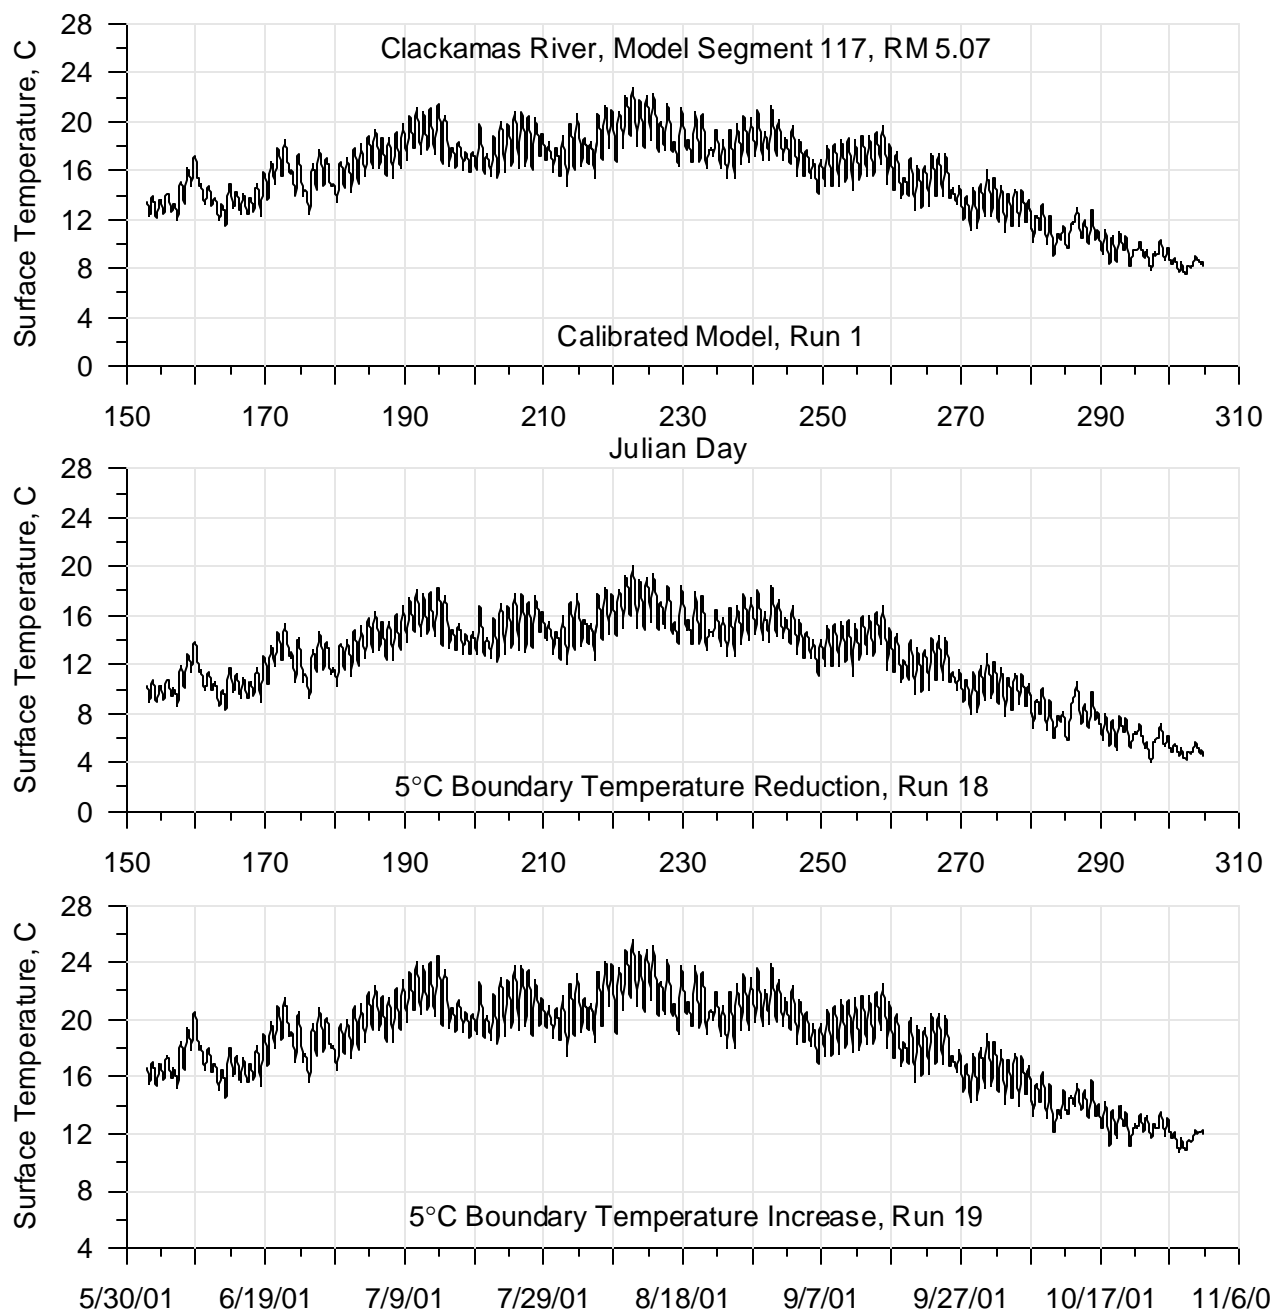 28
Clackamas River, Model Segment 117, RM 5.07
24
20
16
12
8
4
Calibrated Model, Run 1
0
Surface Temperature, C
150 170 190 210 230 250 270 290 310
Julian Day
28
24
20
16
12
8
4
5°C Boundary Temperature Reduction, Run 18
0
Surface Temperature, C
150 170 190 210 230 250 270 290 310
28
24
20
16
12
8
5°C Boundary Temperature Increase, Run 19
4
Surface Temperature, C
5/30/01 6/19/01 7/9/01 7/29/01 8/18/01 9/7/01 9/27/01 10/17/01 11/6/0